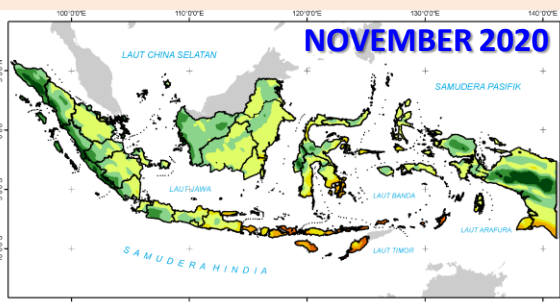 100°0'0"E 110°0'0"E 120°0'0"E 130°0'0"E 140°0'0"E
NOVEMBER 2020
LAUT CHINA SELATAN
SAMUDERA PASIFIK
LAUT JAWA
LAUT BANDA
LAUT ARAFURA
SAMUDERA HINDIA
LAUT TIMOR